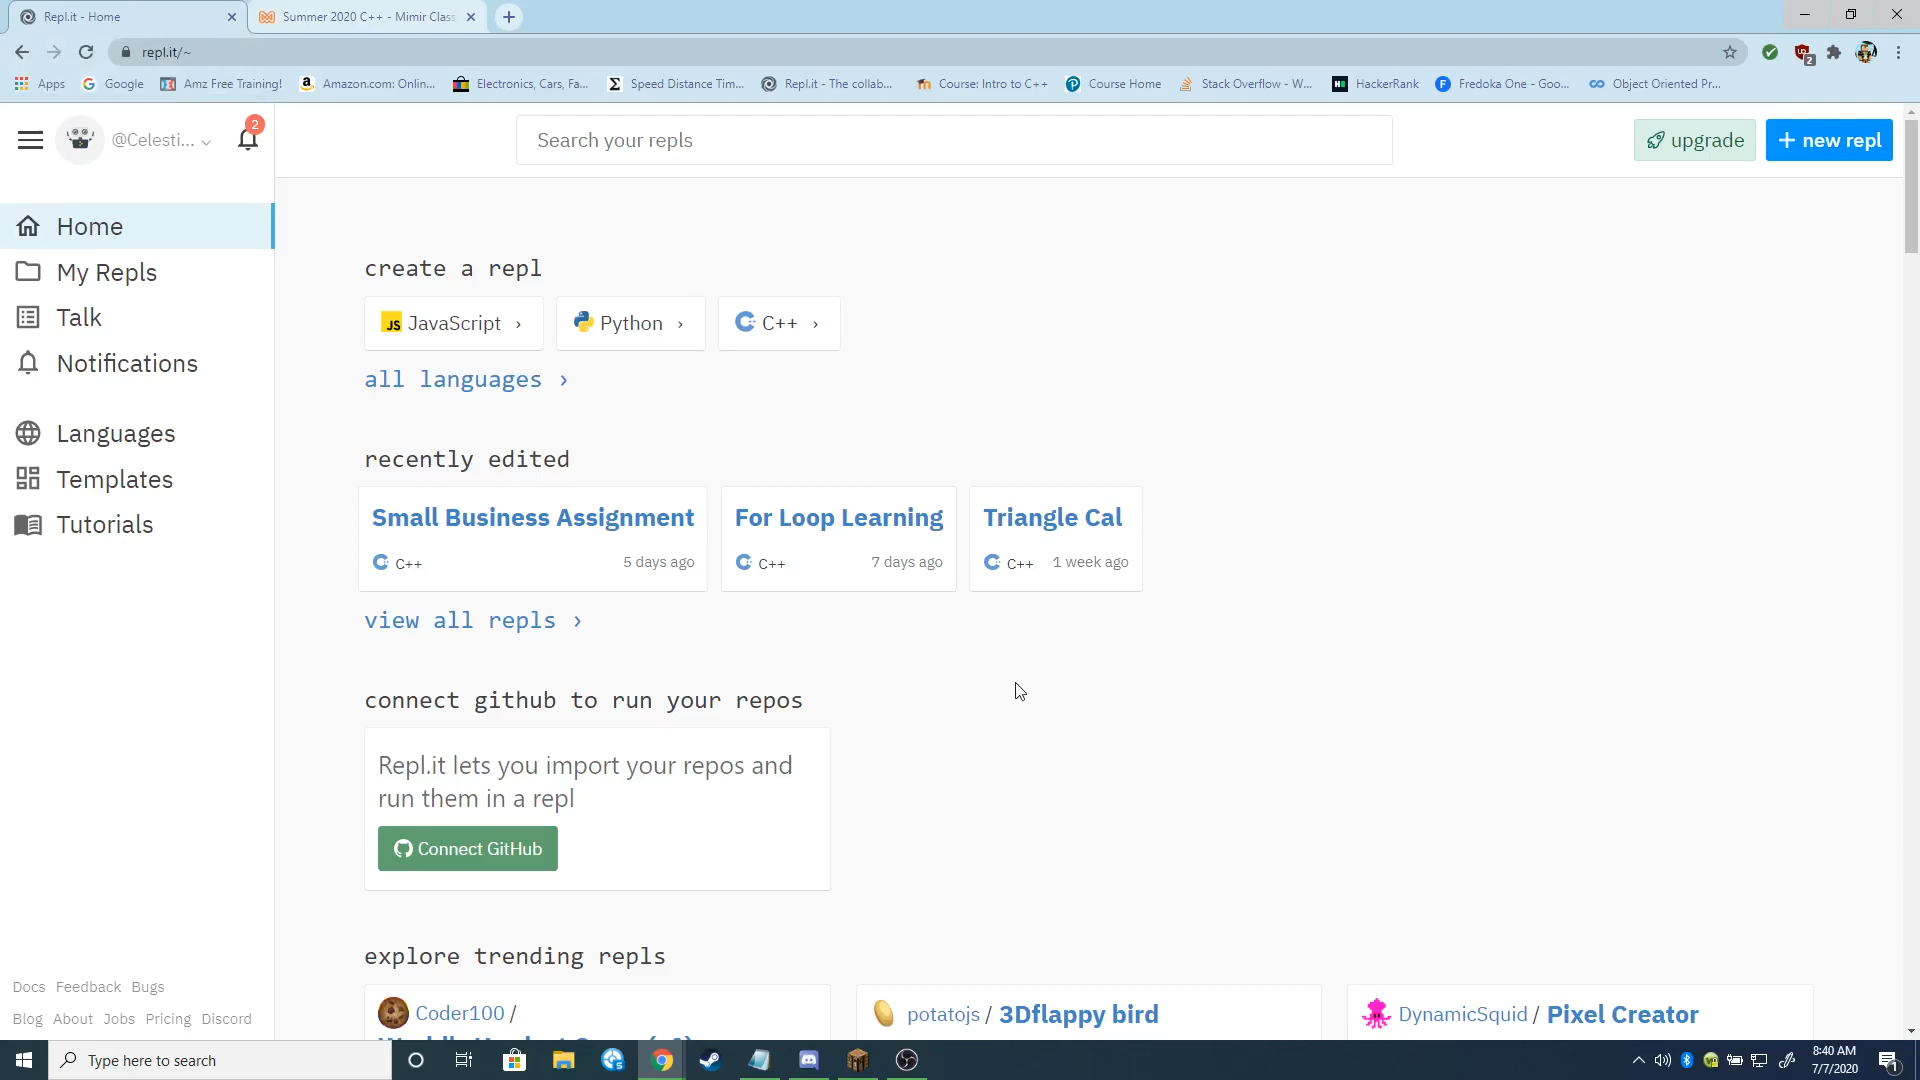 Repl.it - Home
Summer 2020 C++ - Mimir Class
repl.it/~
2
Apps
Google
Amz Free Training!
Amazon.com: Onlin...
Electronics, Cars, Fa...
Speed Distance Tim...
Repl.it - The collab...
Course: Intro to C++
Course Home
Stack Overflow - W...
HackerRank
Fredoka One - Goo...
Object Oriented Pr...
@Celesti...
2
Search your repls
upgrade
+ new repl
Home
My Repls
Talk
Notifications
Languages
Templates
Tutorials
create a repl
JS JavaScript ›
Python ›
C++ ›
all languages ›
recently edited
Small Business Assignment
C++ 5 days ago
For Loop Learning
C++ 7 days ago
Triangle Cal
C++ 1 week ago
view all repls ›
connect github to run your repos
Repl.it lets you import your repos and
run them in a repl
Connect GitHub
explore trending repls
Coder100 /
potatojs / 3Dflappy bird
DynamicSquid / Pixel Creator
Docs Feedback Bugs
Blog About Jobs Pricing Discord
Type here to search
8:40 AM
7/7/2020
1